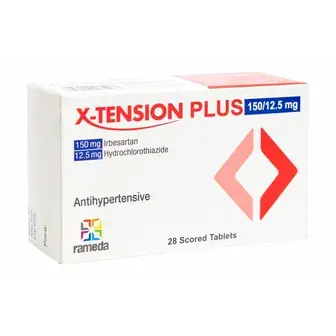 X-TENSION PLUS 150/12.5 mg
150 mg Irbesartan
12.5 mg Hydrochlorothiazide
Antihypertensive
rameda
28 Scored Tablets